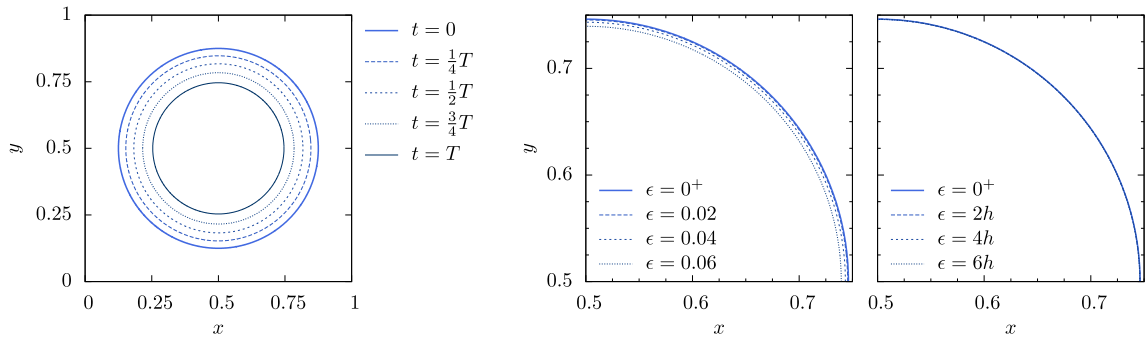 1
0.75
0.5
0.25
0
y
0
0.25
0.5
0.75
1
x
t = 0
t = 1/4 T
t = 1/2 T
t = 3/4 T
t = T
0.7
0.6
0.5
y
0.5
0.6
0.7
x
ϵ = 0⁺
ϵ = 0.02
ϵ = 0.04
ϵ = 0.06
0.5
0.6
0.7
x
ϵ = 0⁺
ϵ = 2h
ϵ = 4h
ϵ = 6h